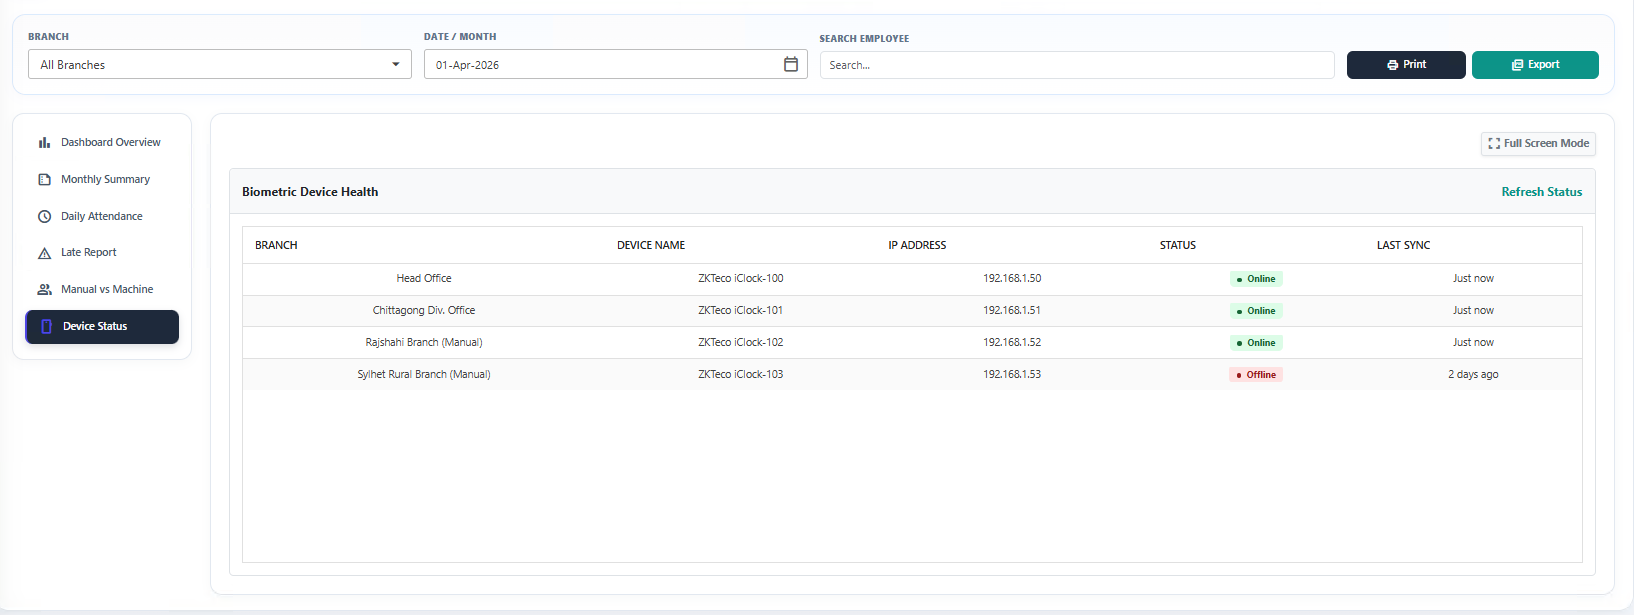 BRANCH
DATE / MONTH
SEARCH EMPLOYEE
All Branches
01-Apr-2026
Search...
Print
Export
Dashboard Overview
Monthly Summary
Daily Attendance
Late Report
Manual vs Machine
Device Status
Full Screen Mode
Biometric Device Health
Refresh Status
BRANCH DEVICE NAME IP ADDRESS STATUS LAST SYNC
Head Office ZKTeco iClock-100 192.168.1.50 Online Just now
Chittagong Div. Office ZKTeco iClock-101 192.168.1.51 Online Just now
Rajshahi Branch (Manual) ZKTeco iClock-102 192.168.1.52 Online Just now
Sylhet Rural Branch (Manual) ZKTeco iClock-103 192.168.1.53 Offline 2 days ago